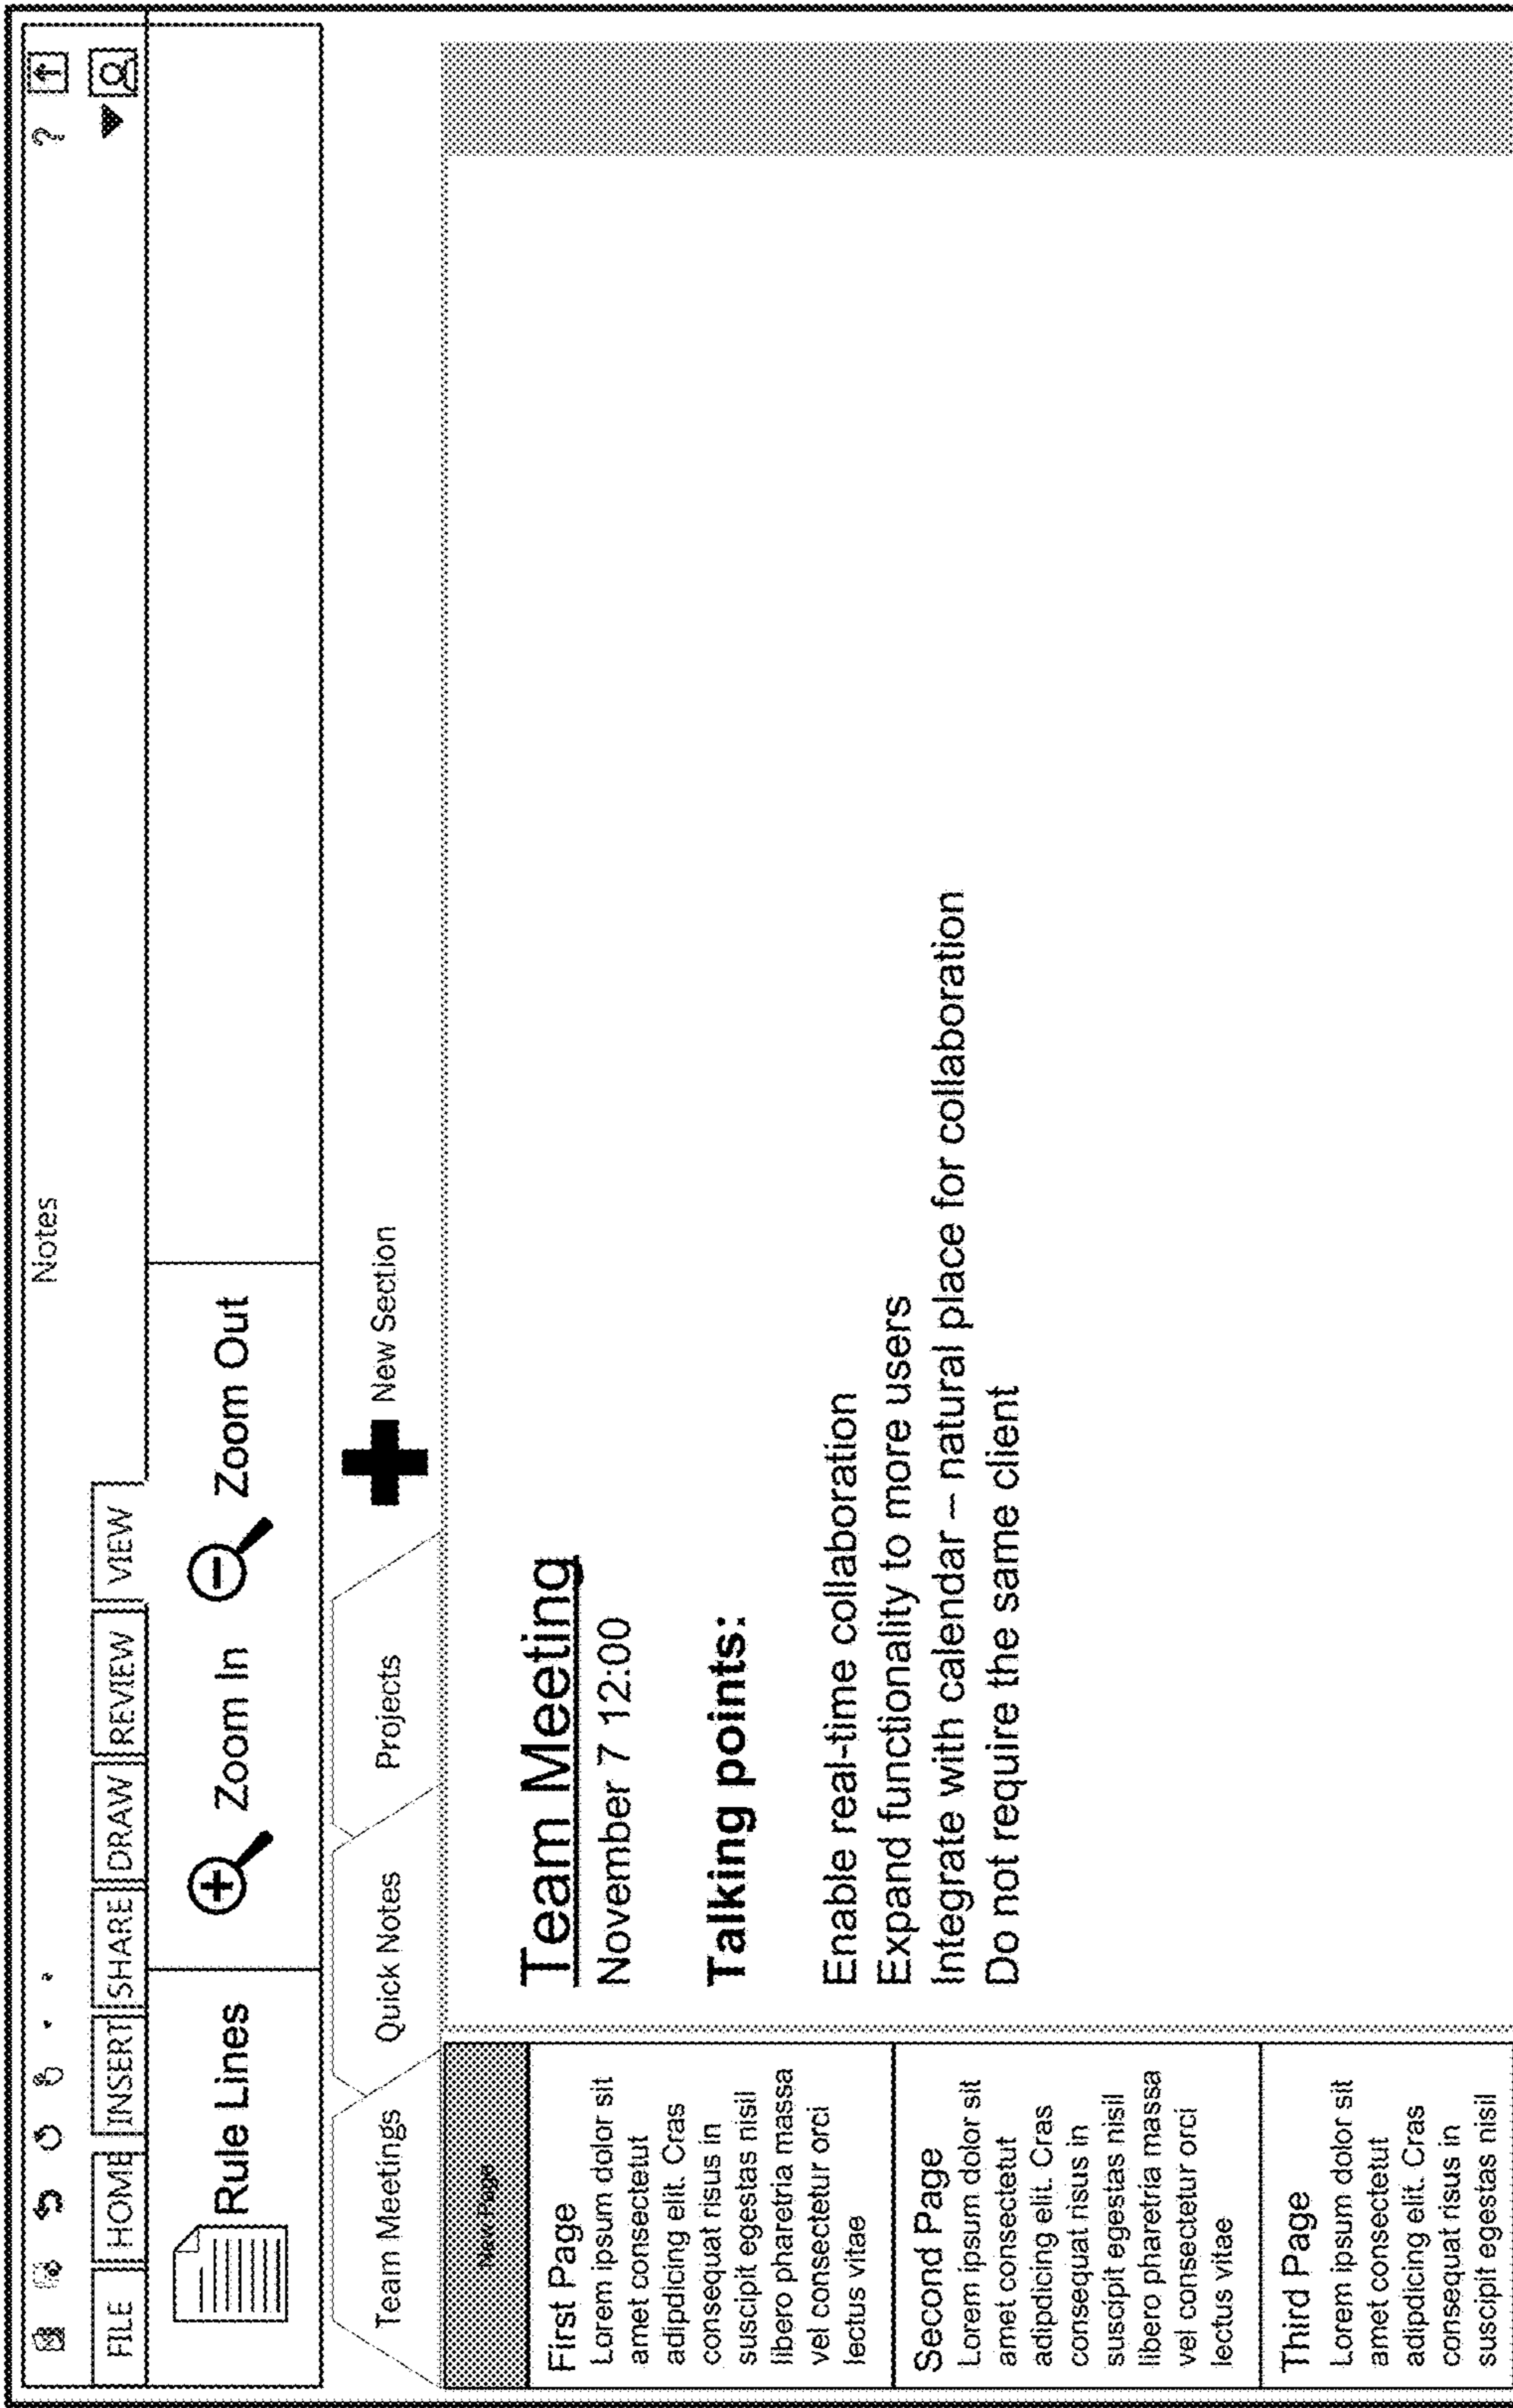 Notes
?
FILE HOME INSERT SHARE DRAW REVIEW VIEW
Rule Lines Zoom In Zoom Out
Team Meetings Quick Notes Projects New Section
New Page
First Page
Lorem ipsum dolor sit
amet consectetut
adipdicing elit. Cras
consequat risus in
suscipit egestas nisil
libero pharetria massa
vel consectetur orci
lectus vitae
Second Page
Lorem ipsum dolor sit
amet consectetut
adipdicing elit. Cras
consequat risus in
suscipit egestas nisil
libero pharetria massa
vel consectetur orci
lectus vitae
Third Page
Lorem ipsum dolor sit
amet consectetut
adipdicing elit. Cras
consequat risus in
suscipit egestas nisil
Team Meeting
November 7 12:00
Talking points:
Enable real-time collaboration
Expand functionality to more users
Integrate with calendar – natural place for collaboration
Do not require the same client